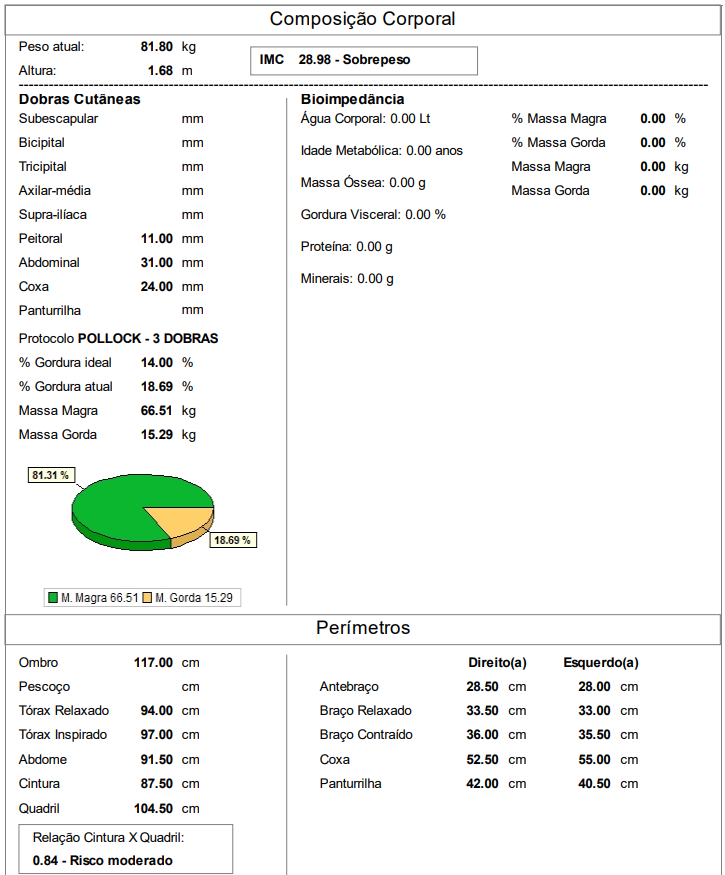 Composição Corporal
Peso atual: 81.80 kg
IMC 28.98 - Sobrepeso
Altura: 1.68 m
Dobras Cutâneas
Subescapular mm
Bicipital mm
Tricipital mm
Axilar-média mm
Supra-ilíaca mm
Peitoral 11.00 mm
Abdominal 31.00 mm
Coxa 24.00 mm
Panturrilha mm
Protocolo POLLOCK - 3 DOBRAS
% Gordura ideal 14.00 %
% Gordura atual 18.69 %
Massa Magra 66.51 kg
Massa Gorda 15.29 kg
81.31 %
18.69 %
M. Magra 66.51 M. Gorda 15.29
Bioimpedância
Água Corporal: 0.00 Lt
Idade Metabólica: 0.00 anos
Massa Óssea: 0.00 g
Gordura Visceral: 0.00 %
Proteína: 0.00 g
Minerais: 0.00 g
% Massa Magra 0.00 %
% Massa Gorda 0.00 %
Massa Magra 0.00 kg
Massa Gorda 0.00 kg
Perímetros
Ombro 117.00 cm
Pescoço cm
Tórax Relaxado 94.00 cm
Tórax Inspirado 97.00 cm
Abdome 91.50 cm
Cintura 87.50 cm
Quadril 104.50 cm
Relação Cintura X Quadril:
0.84 - Risco moderado
Direito(a) Esquerdo(a)
Antebraço 28.50 cm 28.00 cm
Braço Relaxado 33.50 cm 33.00 cm
Braço Contraído 36.00 cm 35.50 cm
Coxa 52.50 cm 55.00 cm
Panturrilha 42.00 cm 40.50 cm